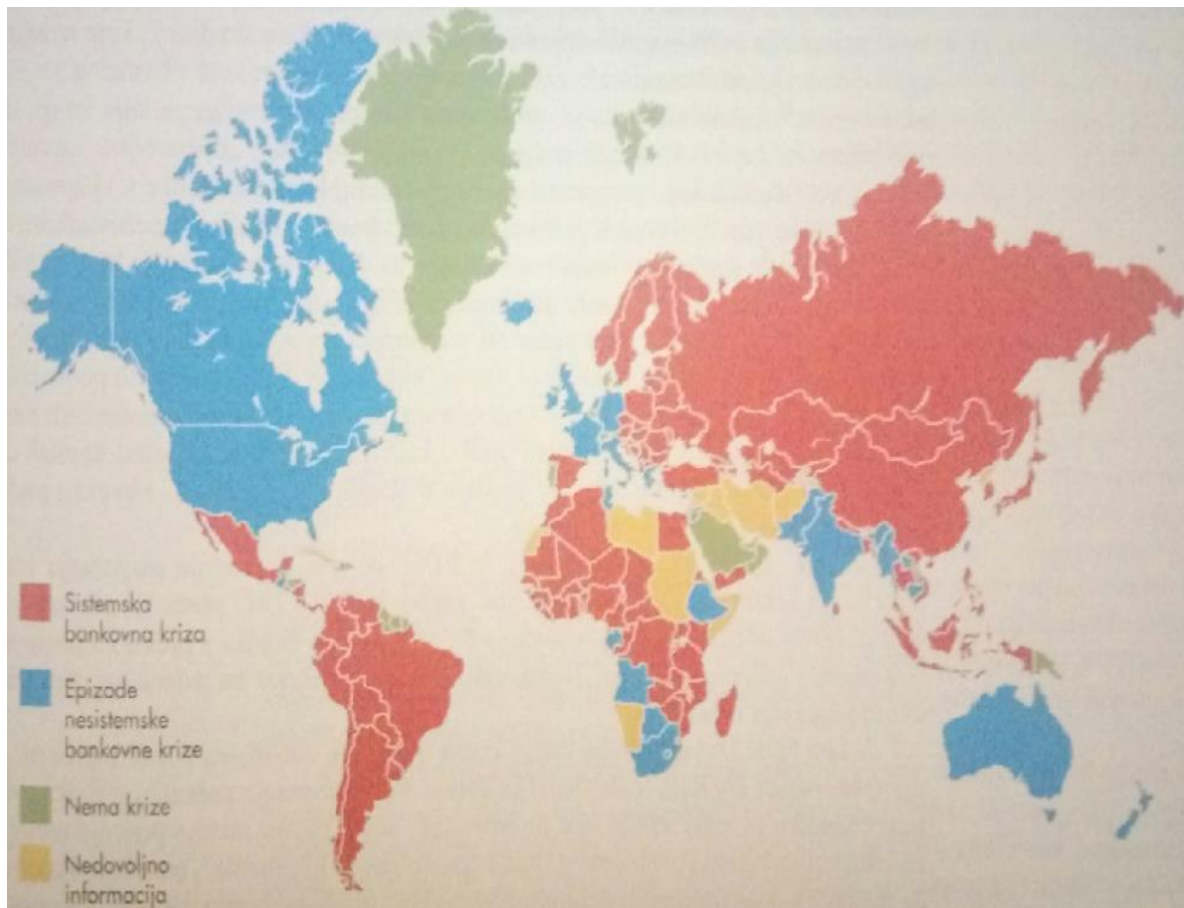 Sistemska
bankovna kriza
Epizode
nesistemske
bankovne krize
Nema krize
Nedovoljno
informacija